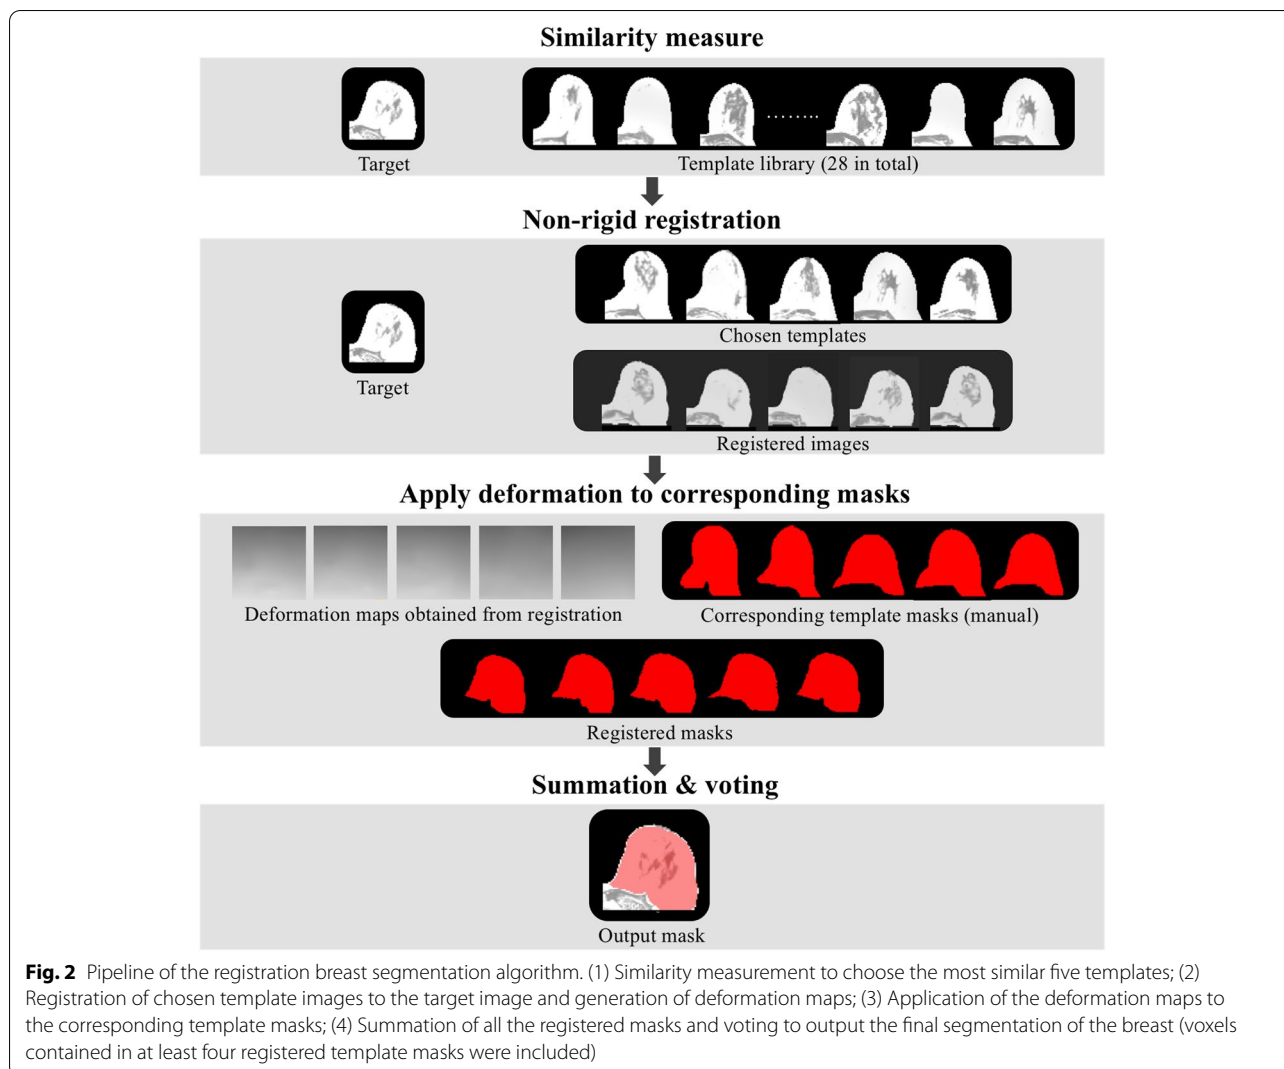 Similarity measure
Target
Template library (28 in total)
Non-rigid registration
Target
Chosen templates
Registered images
Apply deformation to corresponding masks
Deformation maps obtained from registration
Corresponding template masks (manual)
Registered masks
Summation & voting
Output mask
Fig. 2 Pipeline of the registration breast segmentation algorithm. (1) Similarity measurement to choose the most similar five templates; (2)
Registration of chosen template images to the target image and generation of deformation maps; (3) Application of the deformation maps to
the corresponding template masks; (4) Summation of all the registered masks and voting to output the final segmentation of the breast (voxels
contained in at least four registered template masks were included)